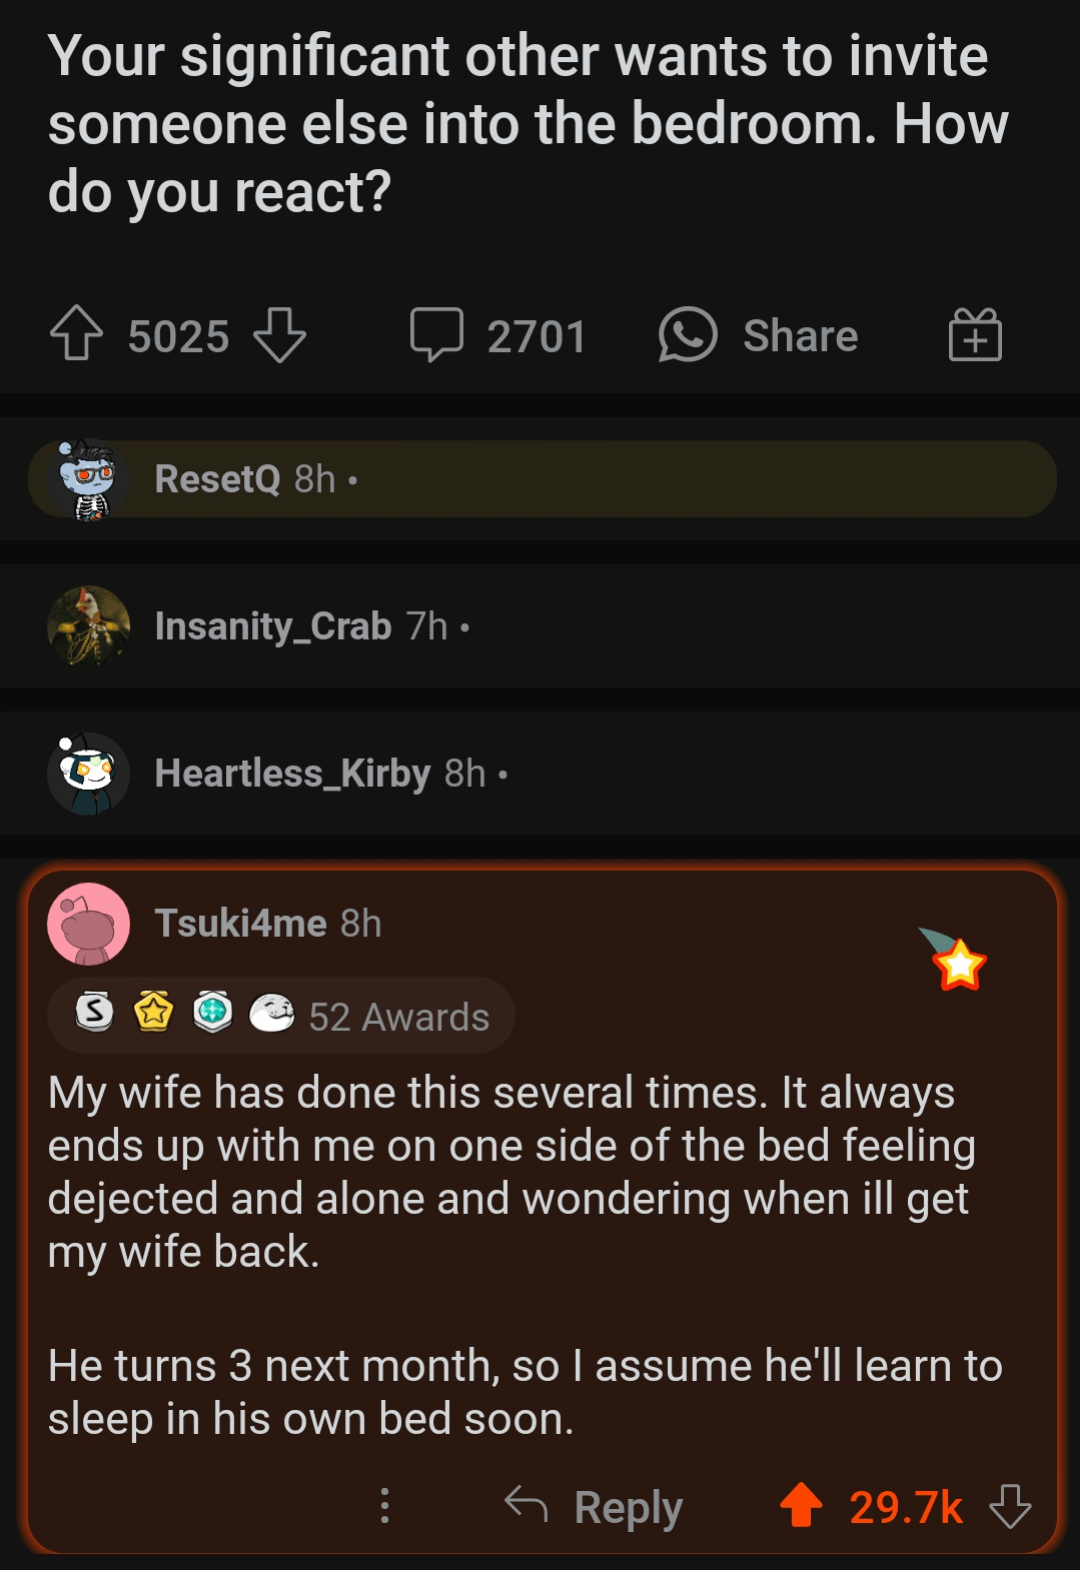 Your significant other wants to invite
someone else into the bedroom. How
do you react?
5025
2701
Share
ResetQ 8h •
Insanity_Crab 7h •
Heartless_Kirby 8h •
Tsuki4me 8h
S
52 Awards
My wife has done this several times. It always
ends up with me on one side of the bed feeling
dejected and alone and wondering when ill get
my wife back.
He turns 3 next month, so I assume he'll learn to
sleep in his own bed soon.
Reply
29.7k